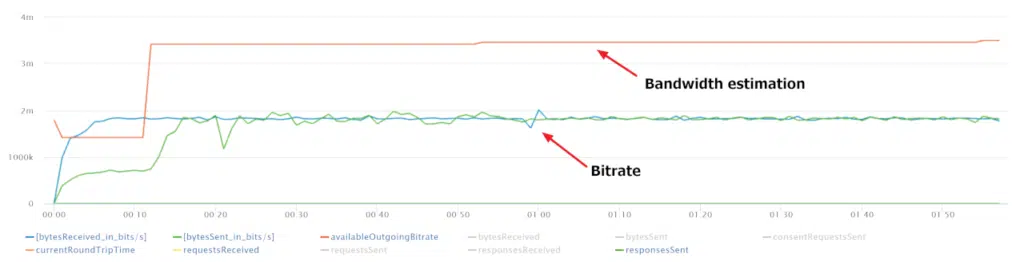 4m
3m
Bandwidth estimation
2m
1000k
Bitrate
0
00 00 00 10 00 20 00 30 00 40 00 50 01 00 01 10 01 20 01 30 01 40 01 50
[bytesReceived_in_bits/s] [bytesSent_in_bits/s] availableOutgoingBitrate bytesReceived bytesSent consentRequestsSent
currentRoundTripTime requestsReceived requestsSent responsesReceived responsesSent